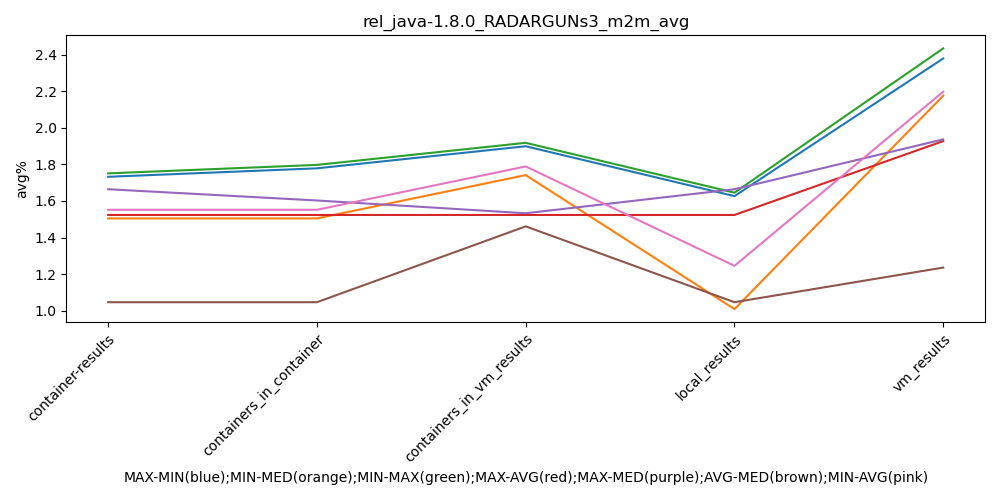 rel_java-1.8.0_RADARGUNs3_m2m_avg
avg%
2.4
2.2
2.0
1.8
1.6
1.4
1.2
1.0
container-results
containers_in_container
containers_in_vm_results
local_results
vm_results
MAX-MIN(blue);MIN-MED(orange);MIN-MAX(green);MAX-AVG(red);MAX-MED(purple);AVG-MED(brown);MIN-AVG(pink)